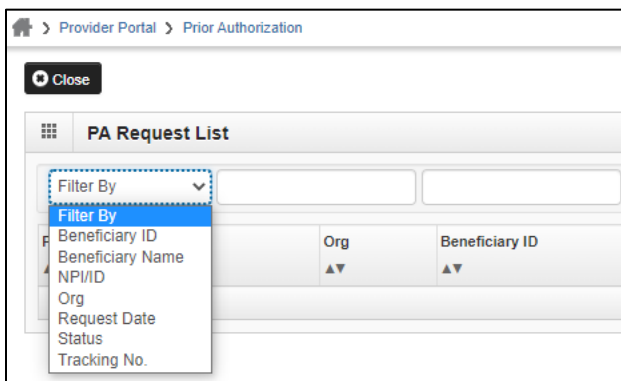 Provider Portal > Prior Authorization
Close
PA Request List
Filter By
Filter By
Beneficiary ID
Beneficiary Name
NPI/ID
Org
Request Date
Status
Tracking No.
Org
Beneficiary ID